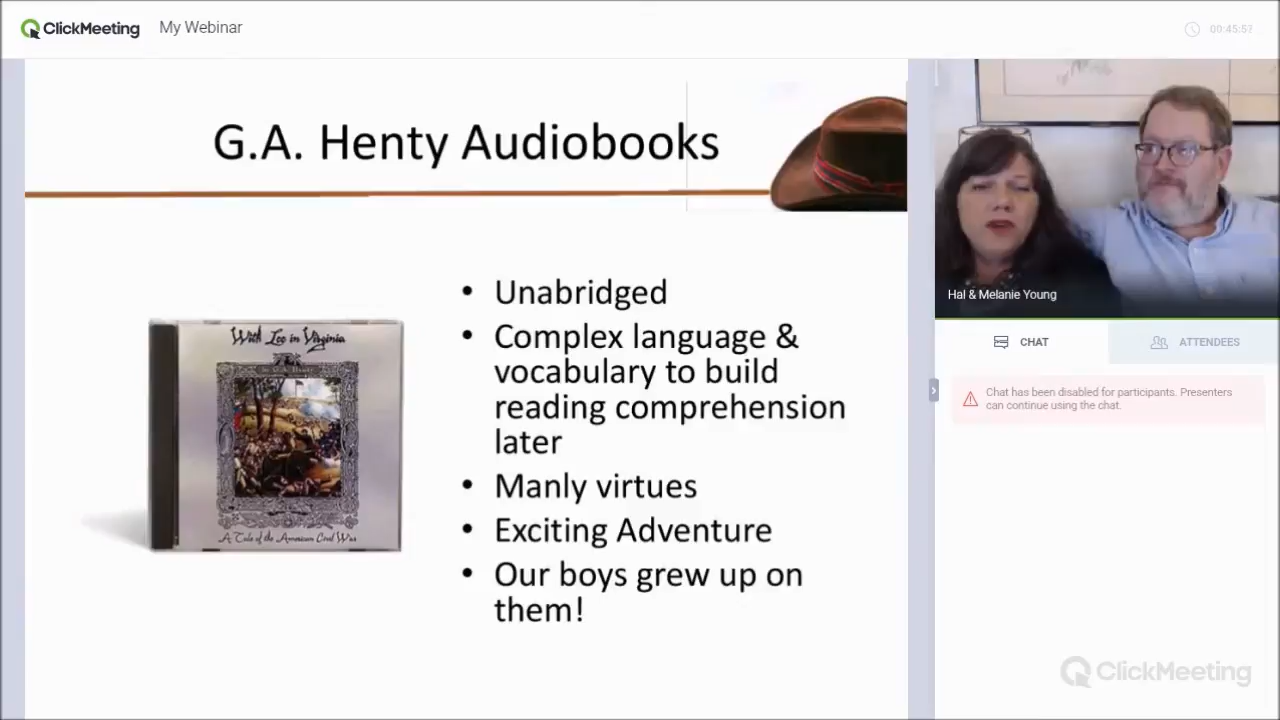 ClickMeeting My Webinar
00:45:57
G.A. Henty Audiobooks
With Lee in Virginia
A Tale of the American Civil War
• Unabridged
• Complex language &
vocabulary to build
reading comprehension
later
• Manly virtues
• Exciting Adventure
• Our boys grew up on
them!
Hal & Melanie Young
CHAT
ATTENDEES
Chat has been disabled for participants. Presenters
can continue using the chat.
ClickMeeting